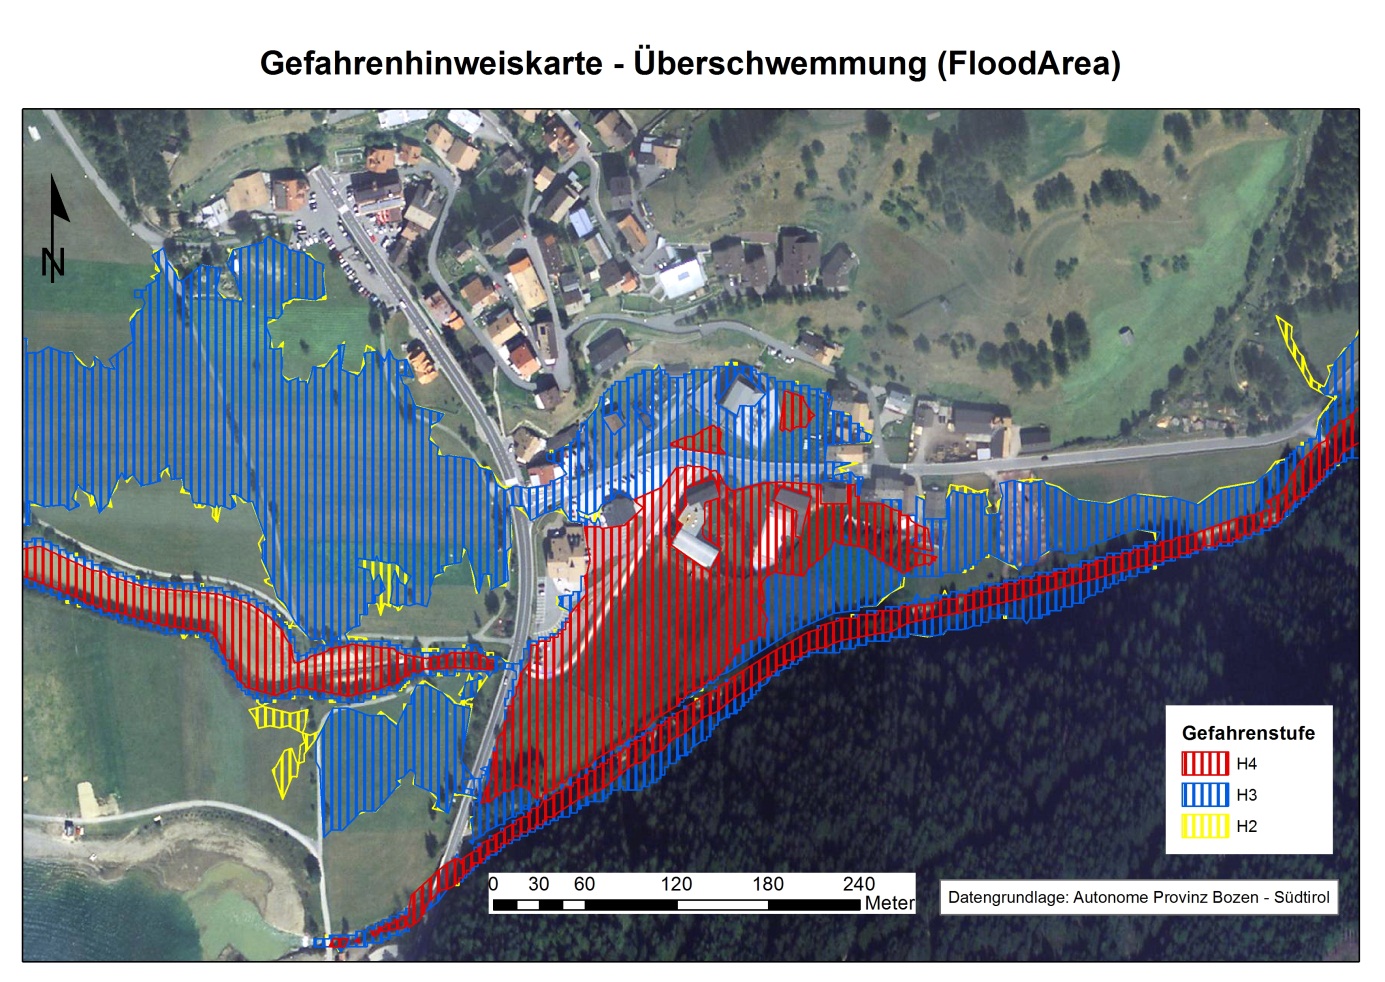 Gefahrenhinweiskarte - Überschwemmung (FloodArea)
N
Gefahrenstufe
H4
H3
H2
0 30 60 120 180 240
Meter
Datengrundlage: Autonome Provinz Bozen - Südtirol